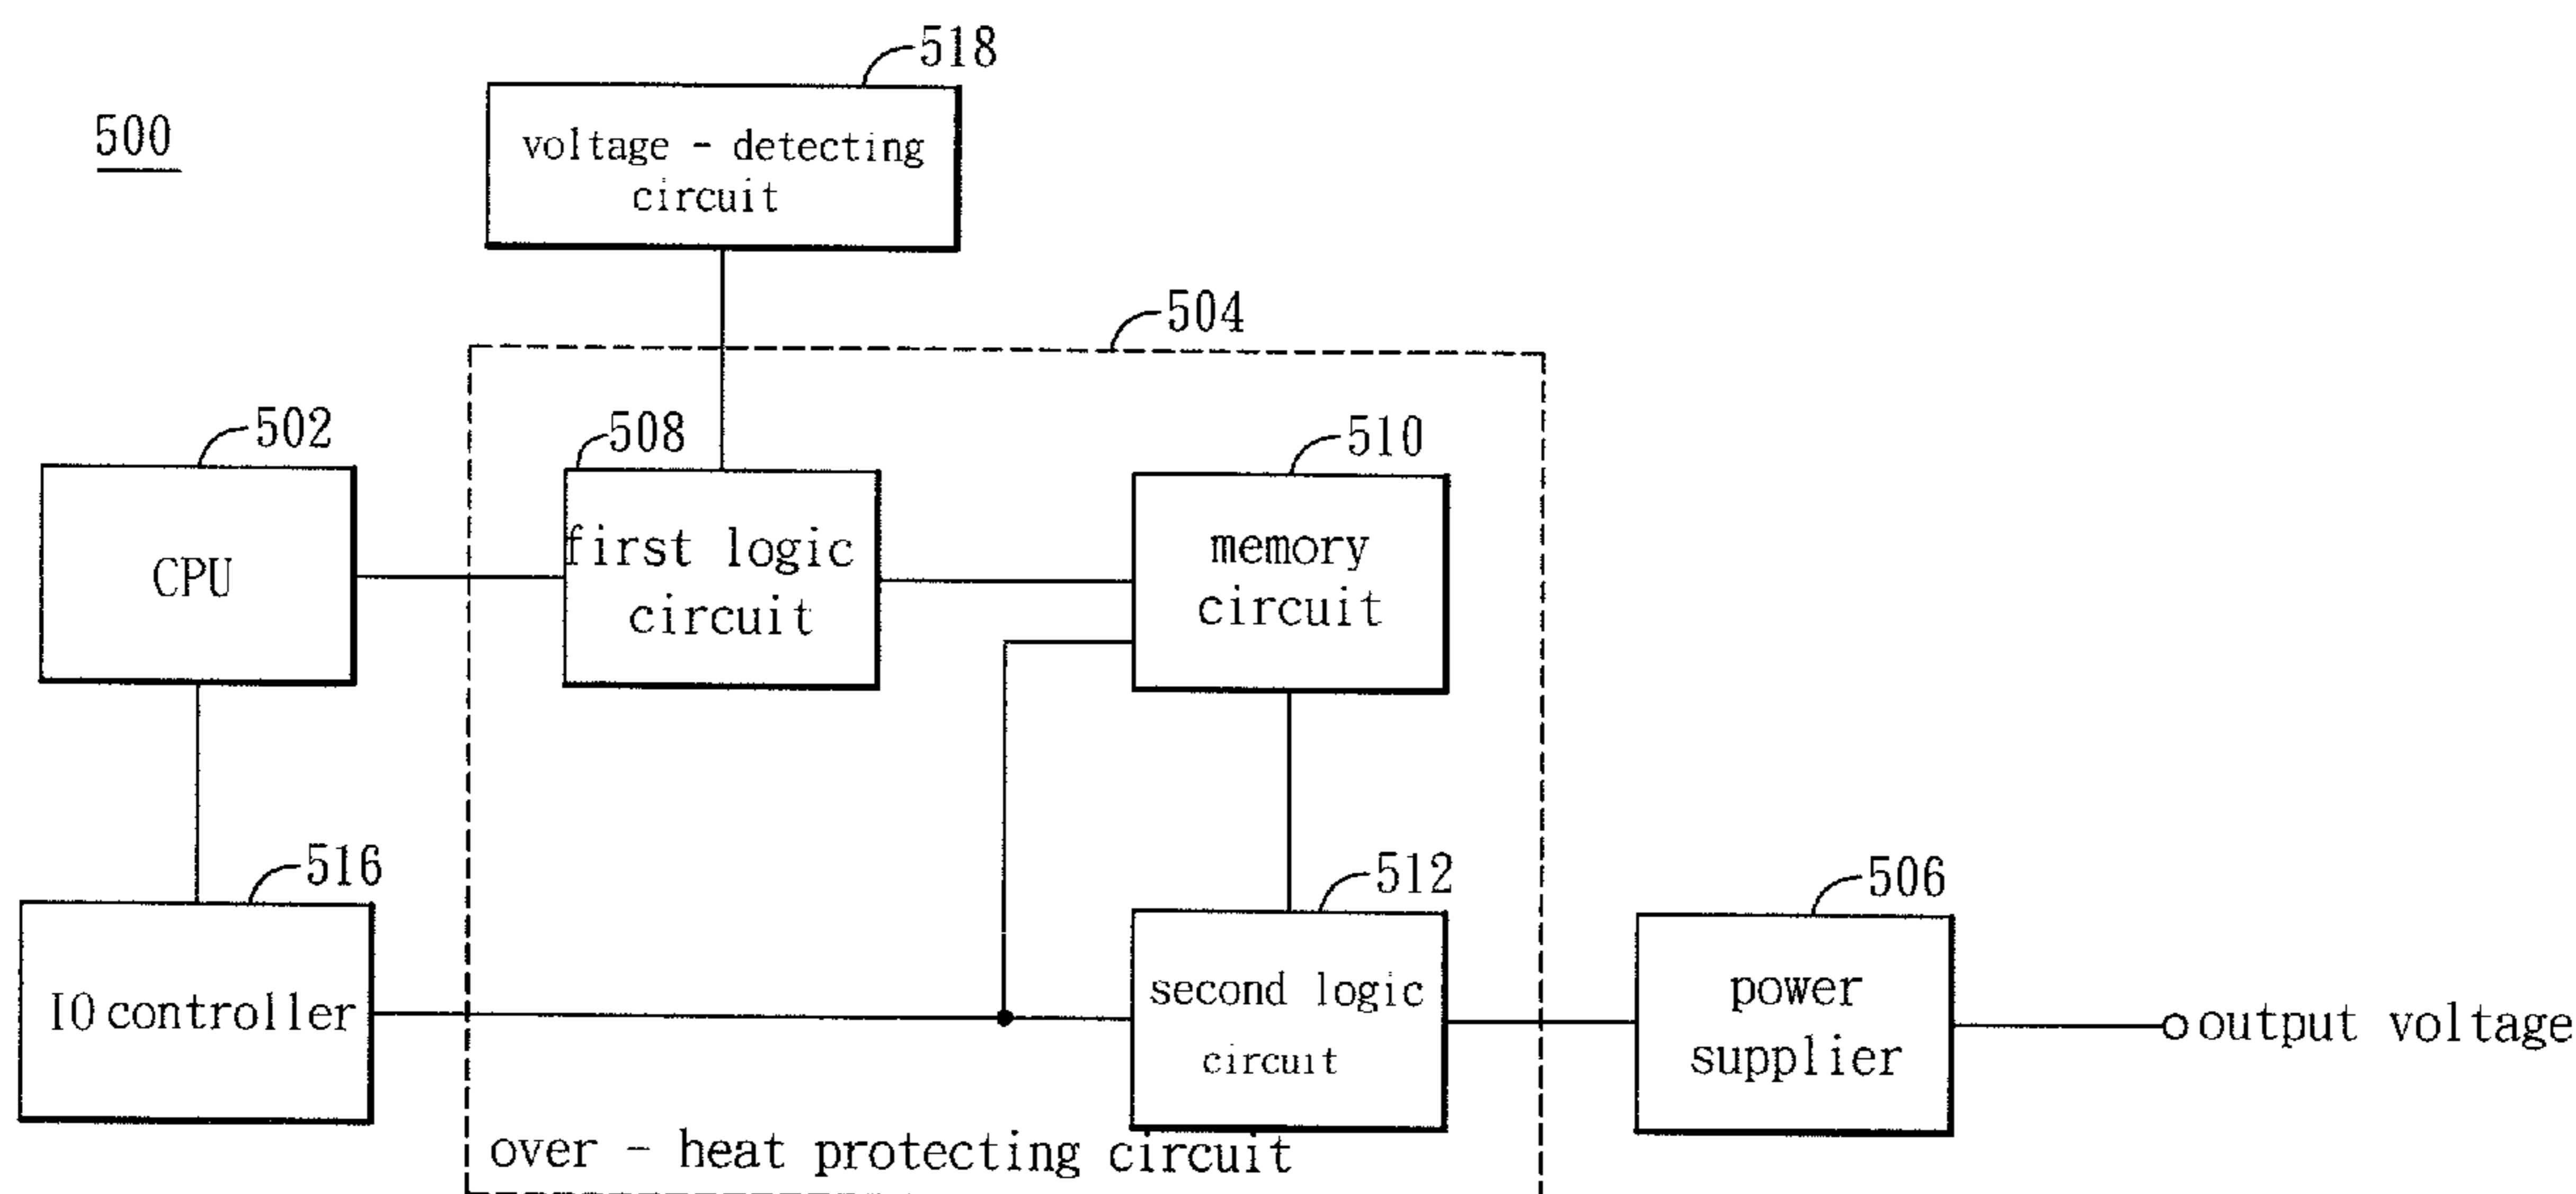 518
500
voltage - detecting
circuit
504
502
508
510
first logic
circuit
memory
circuit
CPU
516
512
506
IO controller
second logic
circuit
power
supplier
output voltage
over - heat protecting circuit